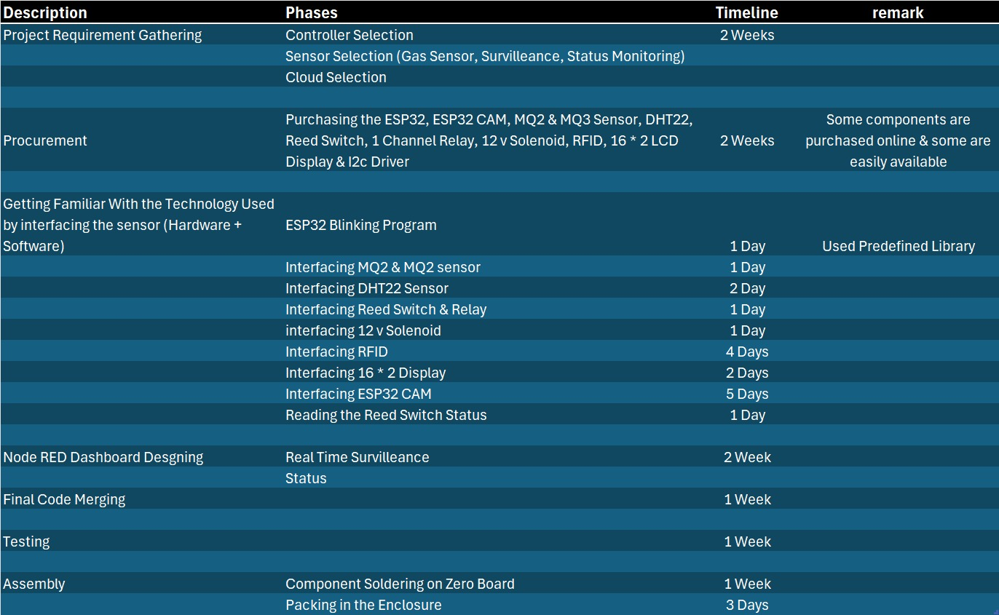 Description Phases Timeline remark
Project Requirement Gathering Controller Selection 2 Weeks
Sensor Selection (Gas Sensor, Survilleance, Status Monitoring)
Cloud Selection
Purchasing the ESP32, ESP32 CAM, MQ2 & MQ3 Sensor, DHT22, Some components are
Procurement Reed Switch, 1 Channel Relay, 12 v Solenoid, RFID, 16 * 2 LCD 2 Weeks purchased online & some are
Display & I2c Driver easily available
Getting Familiar With the Technology Used
by interfacing the sensor (Hardware + ESP32 Blinking Program
Software) 1 Day Used Predefined Library
Interfacing MQ2 & MQ2 sensor 1 Day
Interfacing DHT22 Sensor 2 Day
Interfacing Reed Switch & Relay 1 Day
interfacing 12 v Solenoid 1 Day
Interfacing RFID 4 Days
Interfacing 16 * 2 Display 2 Days
Interfacing ESP32 CAM 5 Days
Reading the Reed Switch Status 1 Day
Node RED Dashboard Desgning Real Time Survilleance 2 Week
Status
Final Code Merging 1 Week
Testing 1 Week
Assembly Component Soldering on Zero Board 1 Week
Packing in the Enclosure 3 Days